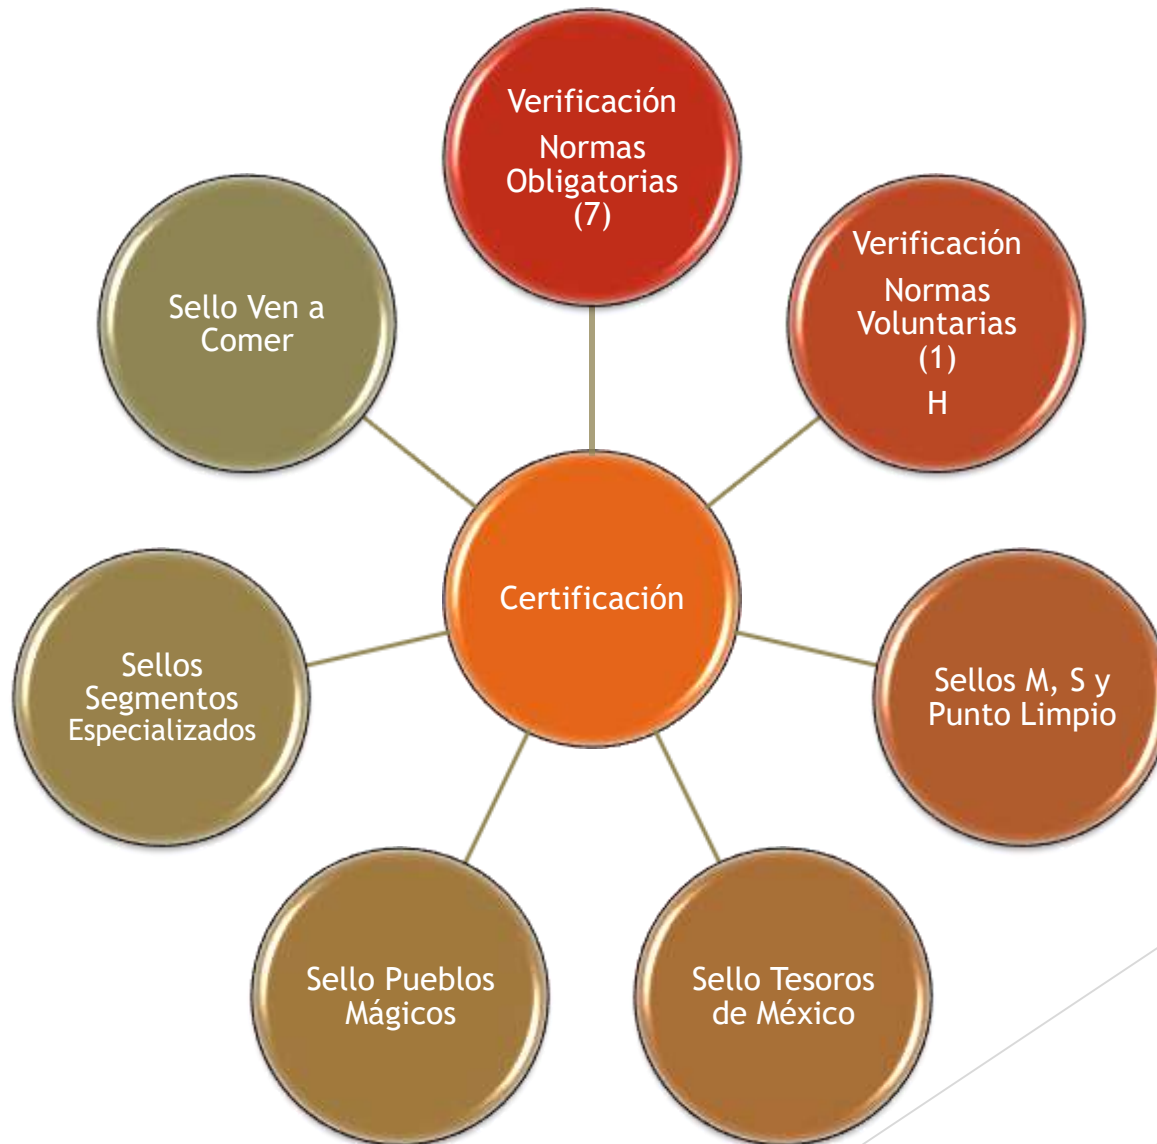 Verificación
Normas
Obligatorias
(7)
Verificación
Normas
Voluntarias
(1)
H
Sello Ven a
Comer
Certificación
Sellos
Segmentos
Especializados
Sellos M, S y
Punto Limpio
Sello Pueblos
Mágicos
Sello Tesoros
de México